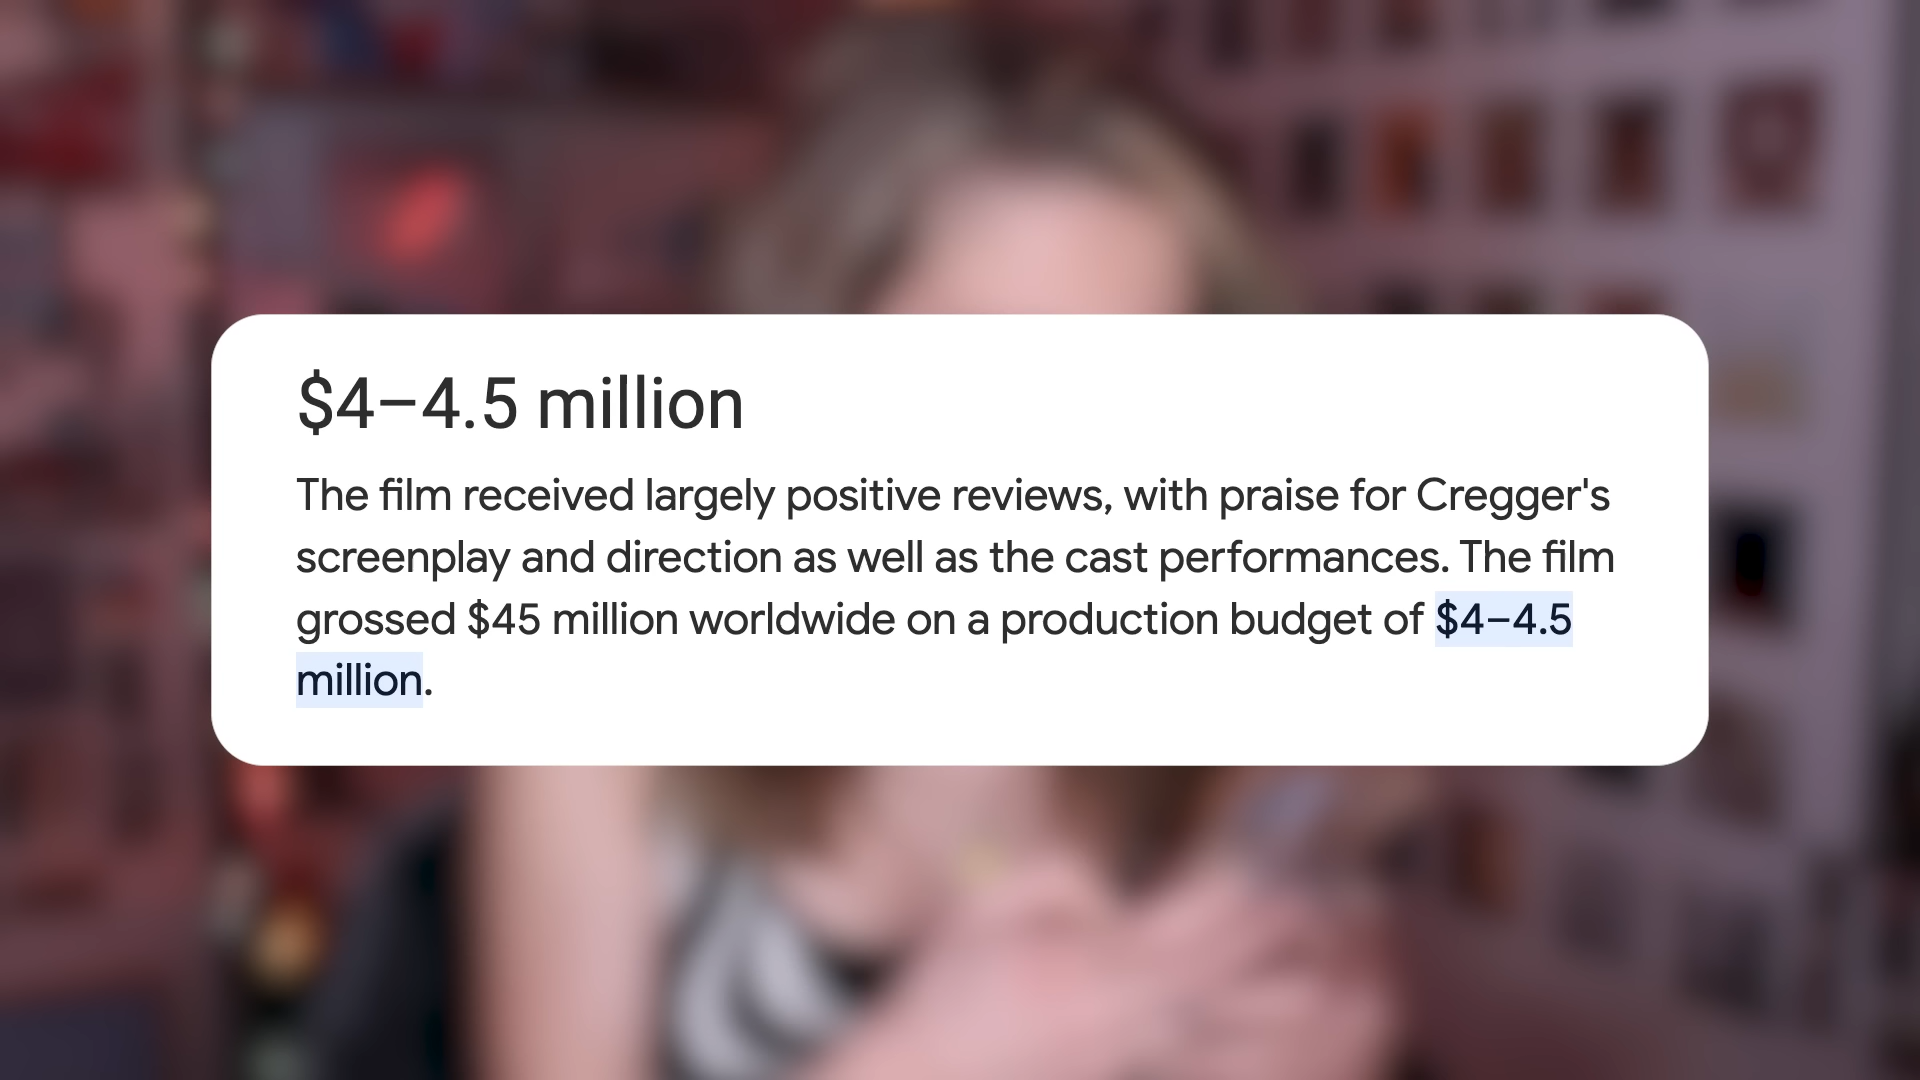 $4–4.5 million
The film received largely positive reviews, with praise for Cregger's
screenplay and direction as well as the cast performances. The film
grossed $45 million worldwide on a production budget of $4–4.5
million.